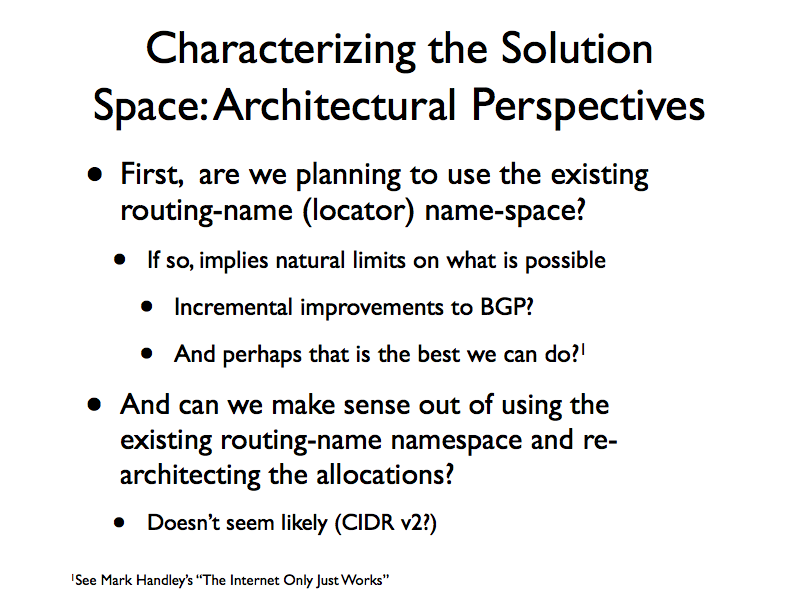 Characterizing the Solution
Space: Architectural Perspectives
• First, are we planning to use the existing
routing-name (locator) name-space?
• If so, implies natural limits on what is possible
• Incremental improvements to BGP?
• And perhaps that is the best we can do?¹
• And can we make sense out of using the
existing routing-name namespace and re-
architecting the allocations?
• Doesn’t seem likely (CIDR v2?)
¹See Mark Handley’s “The Internet Only Just Works”